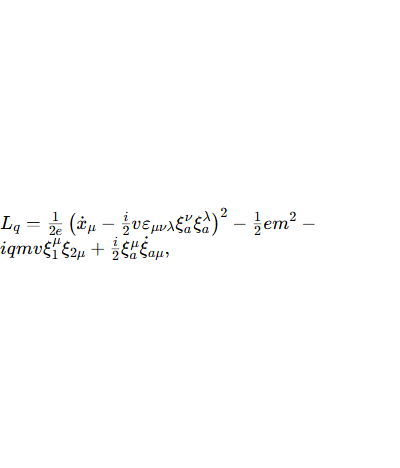 $L_q = \frac{1}{2e} \left( \dot{x}_\mu - \frac{i}{2} v \varepsilon_{\mu\nu\lambda} \xi_a^\nu \xi_a^\lambda \right)^2 - \frac{1}{2} e m^2 -$
$iqmv \xi_1^\mu \xi_{2\mu} + \frac{i}{2} \xi_a^\mu \dot{\xi}_{a\mu},$